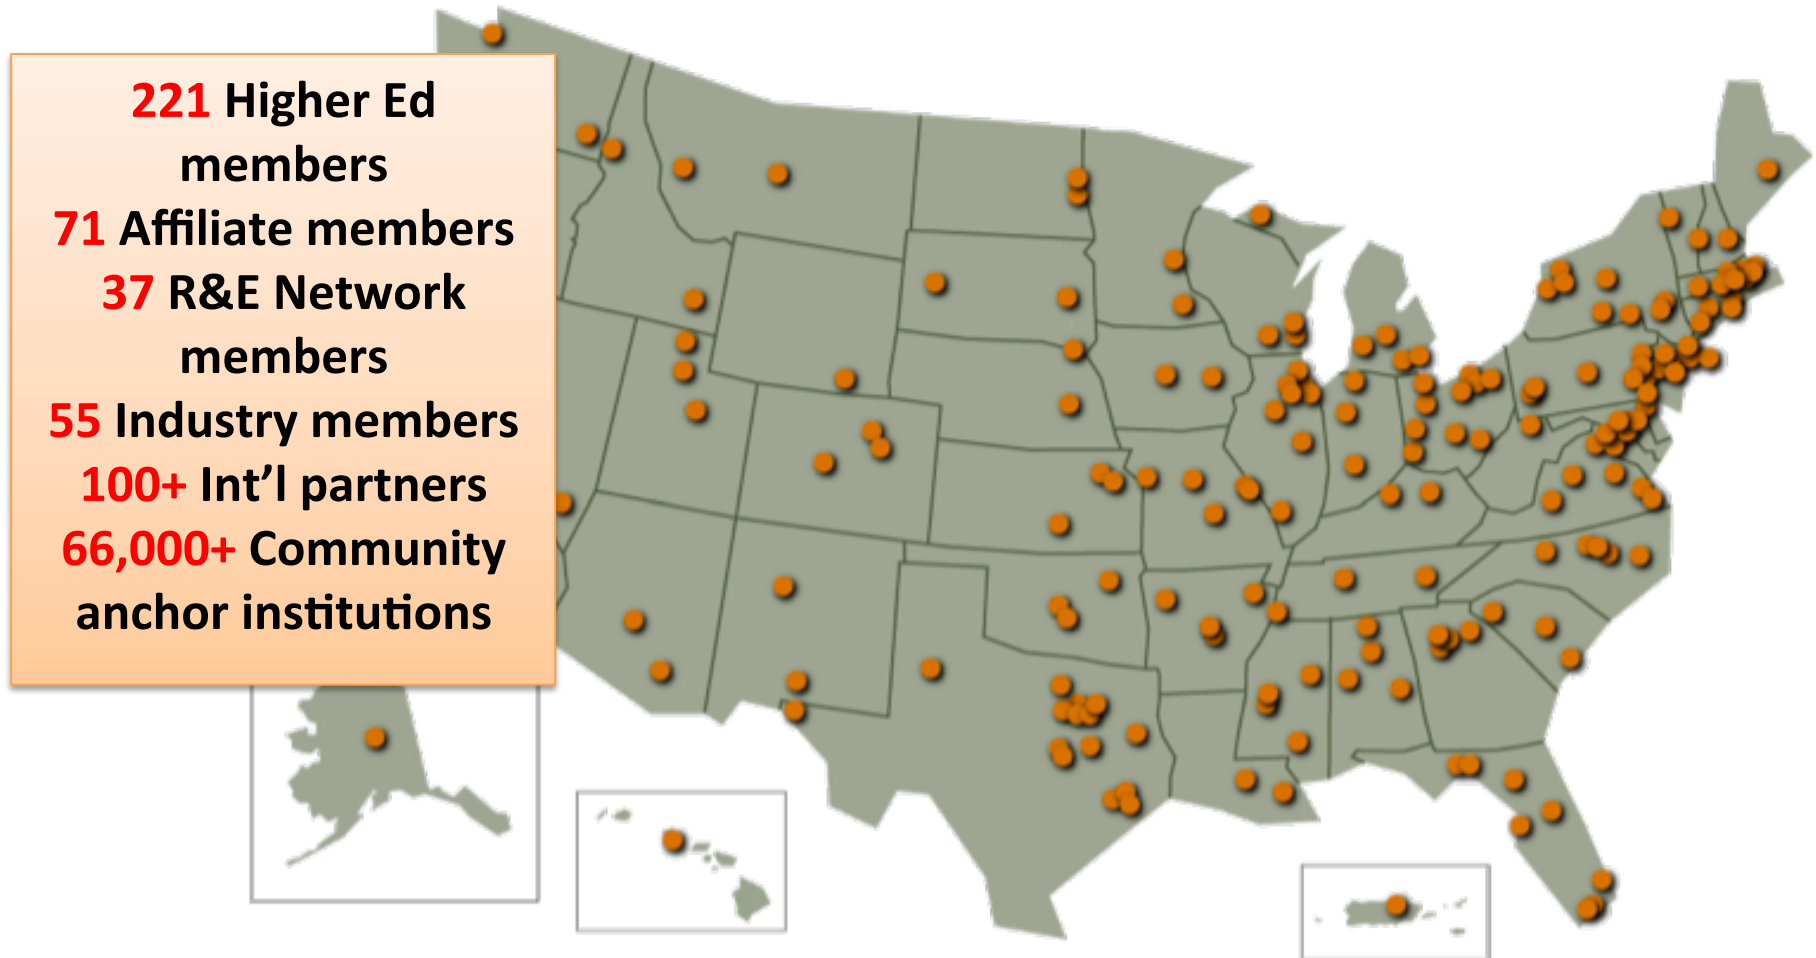 221 Higher Ed
members
71 Affiliate members
37 R&E Network
members
55 Industry members
100+ Int’l partners
66,000+ Community
anchor institutions